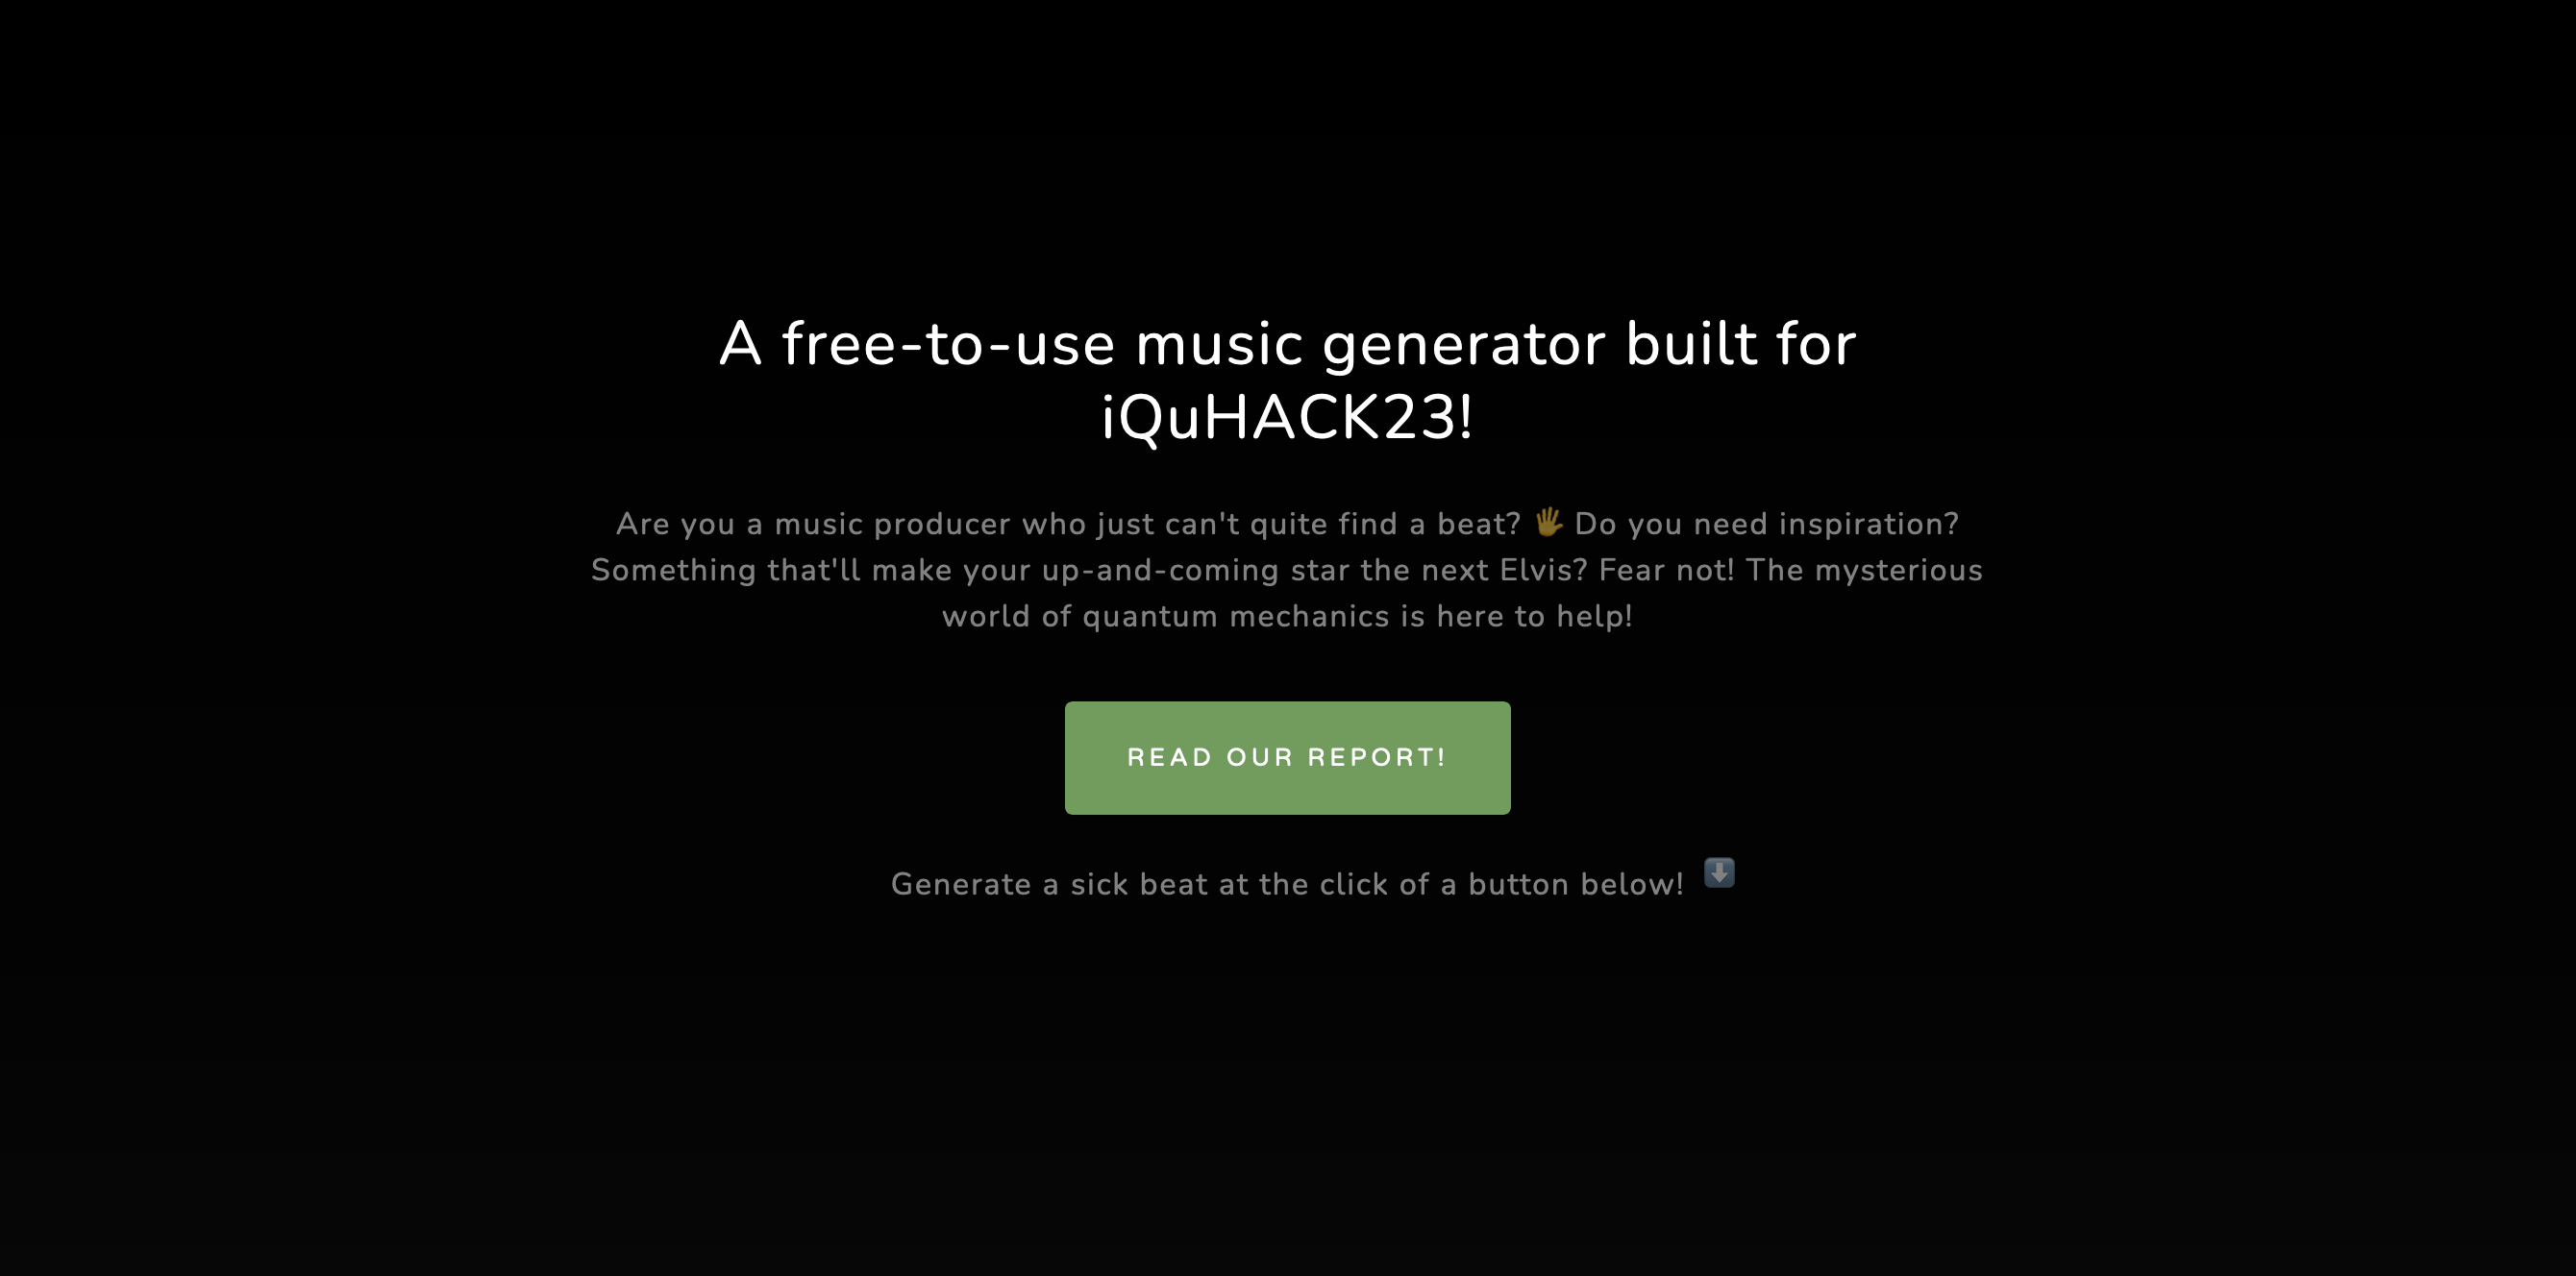 A free-to-use music generator built for
iQuHACK23!
Are you a music producer who just can't quite find a beat? 🖐 Do you need inspiration?
Something that'll make your up-and-coming star the next Elvis? Fear not! The mysterious
world of quantum mechanics is here to help!
READ OUR REPORT!
Generate a sick beat at the click of a button below! ⬇️